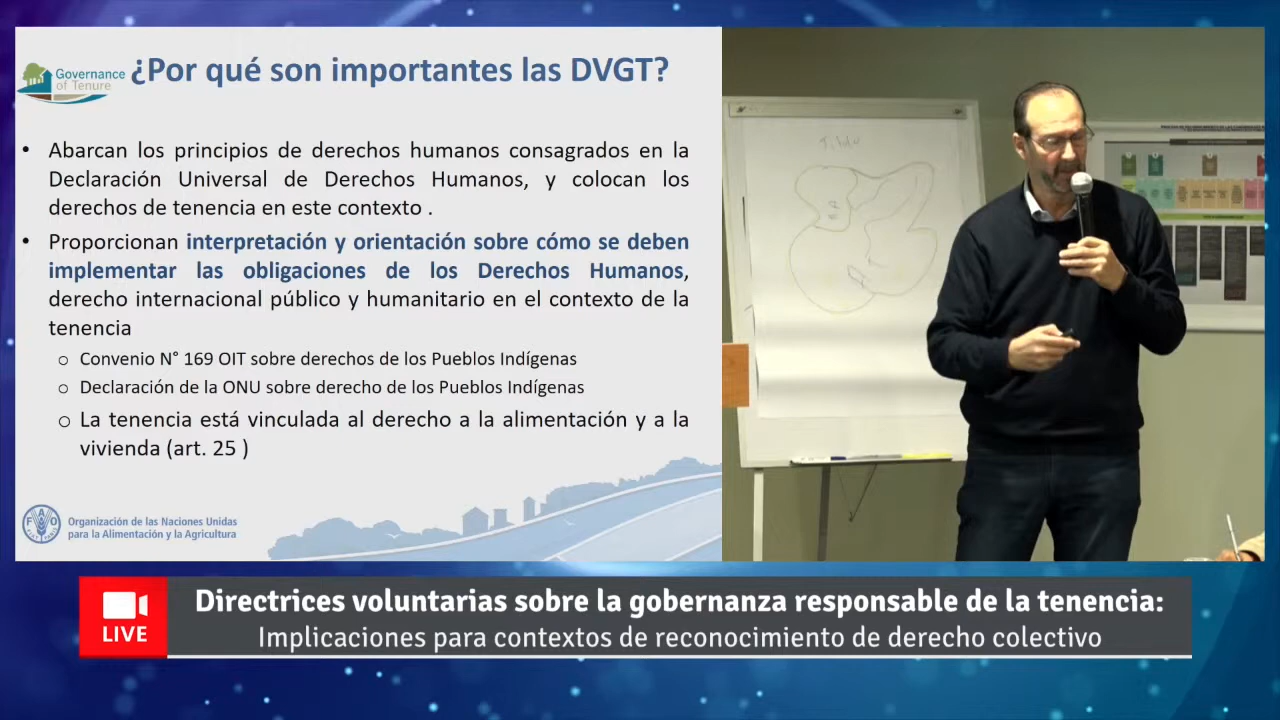 Governance
of Tenure
¿Por qué son importantes las DVGT?
• Abarcan los principios de derechos humanos consagrados en la
Declaración Universal de Derechos Humanos, y colocan los
derechos de tenencia en este contexto .
• Proporcionan interpretación y orientación sobre cómo se deben
implementar las obligaciones de los Derechos Humanos,
derecho internacional público y humanitario en el contexto de la
tenencia
o Convenio N° 169 OIT sobre derechos de los Pueblos Indígenas
o Declaración de la ONU sobre derecho de los Pueblos Indígenas
o La tenencia está vinculada al derecho a la alimentación y a la
vivienda (art. 25 )
FAO
Organización de las Naciones Unidas
para la Alimentación y la Agricultura
LIVE
Directrices voluntarias sobre la gobernanza responsable de la tenencia:
Implicaciones para contextos de reconocimiento de derecho colectivo